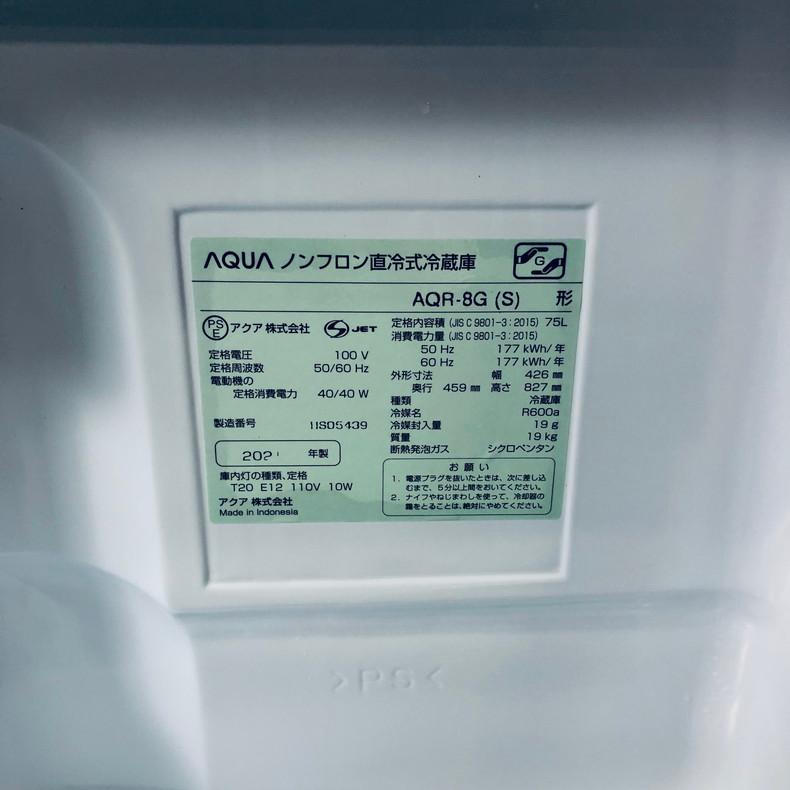 AQUA ノンフロン直冷式冷蔵庫
G
AQR-8G (S) 形
PS
E
アクア 株式会社
S JET
定格電圧 100 V
定格周波数 50/60 Hz
電動機の
定格消費電力 40/40 W
製造番号 11S05439
年製
庫内灯の種類、定格
T20 E12 110V 10W
アクア 株式会社
Made in Indonesia
定格内容積 (JIS C 9801-3 : 2015) 75L
消費電力量 (JIS C 9801-3 : 2015)
50 Hz 177 kWh/年
60 Hz 177 kWh/年
外形寸法 幅 426 ㎜
奥行 459 ㎜ 高さ 827 ㎜
種類 冷蔵庫
冷媒名 R600a
冷媒封入量 19 g
質量 19 kg
断熱発泡ガス シクロペンタン
お 願 い
1. 電源プラグを抜いたときは、次に差し込
むまで、5分以上間をおいてください。
2. ナイフやねじまわしを使って、冷却器の
霜をとることは、絶対にやめてください。
>PS<